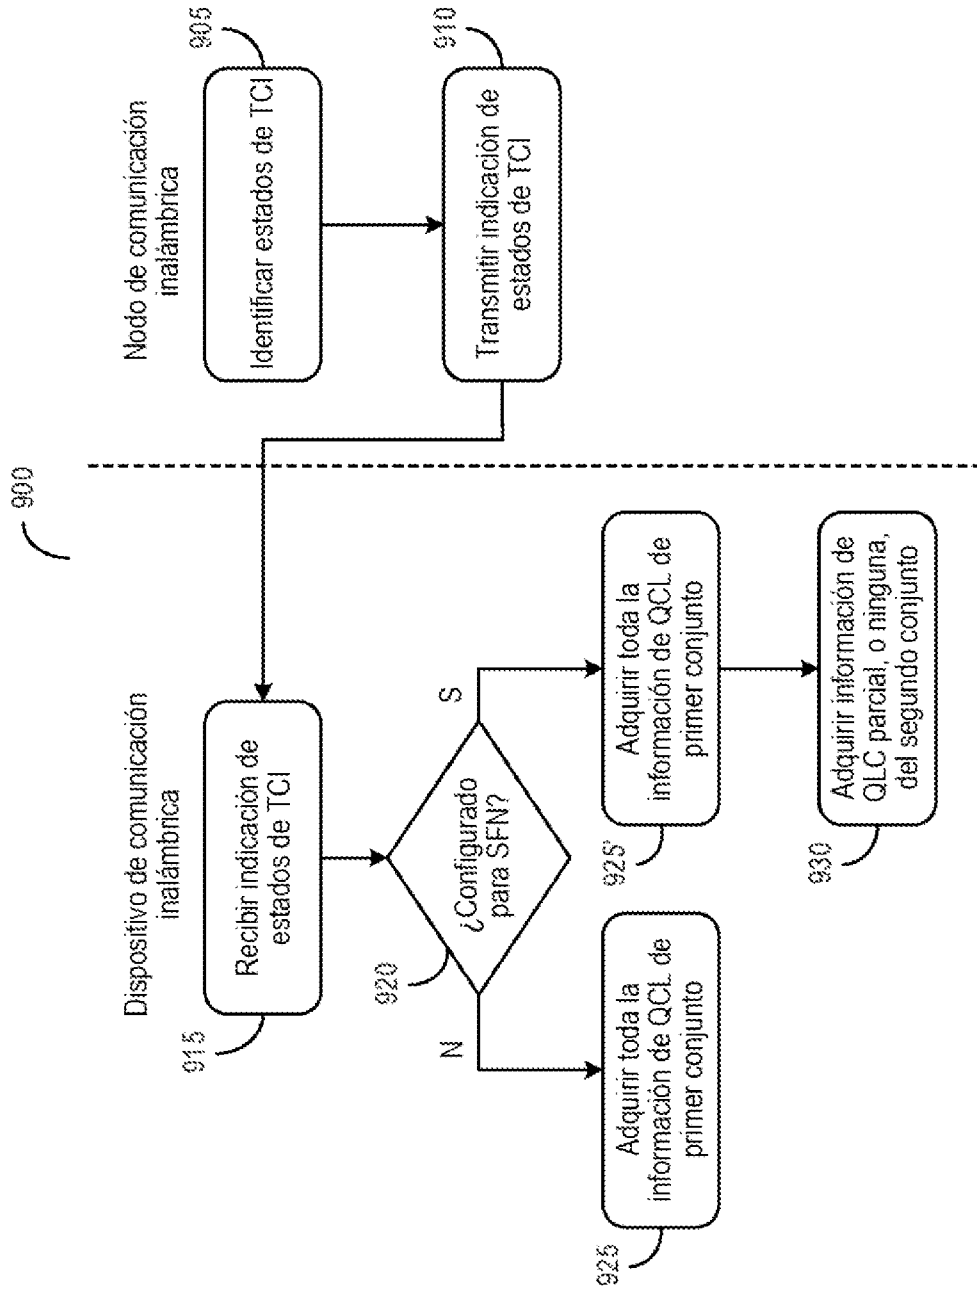 900
Dispositivo de comunicación
inalámbrica
Nodo de comunicación
inalámbrica
905
Identificar estados de TCI
910
Transmitir indicación de
estados de TCI
915
Recibir indicación de
estados de TCI
920
¿Configurado
para SFN?
N
S
925
Adquirir toda la
información de QCL de
primer conjunto
925'
Adquirir toda la
información de QCL de
primer conjunto
930
Adquirir información de
QLC parcial, o ninguna,
del segundo conjunto